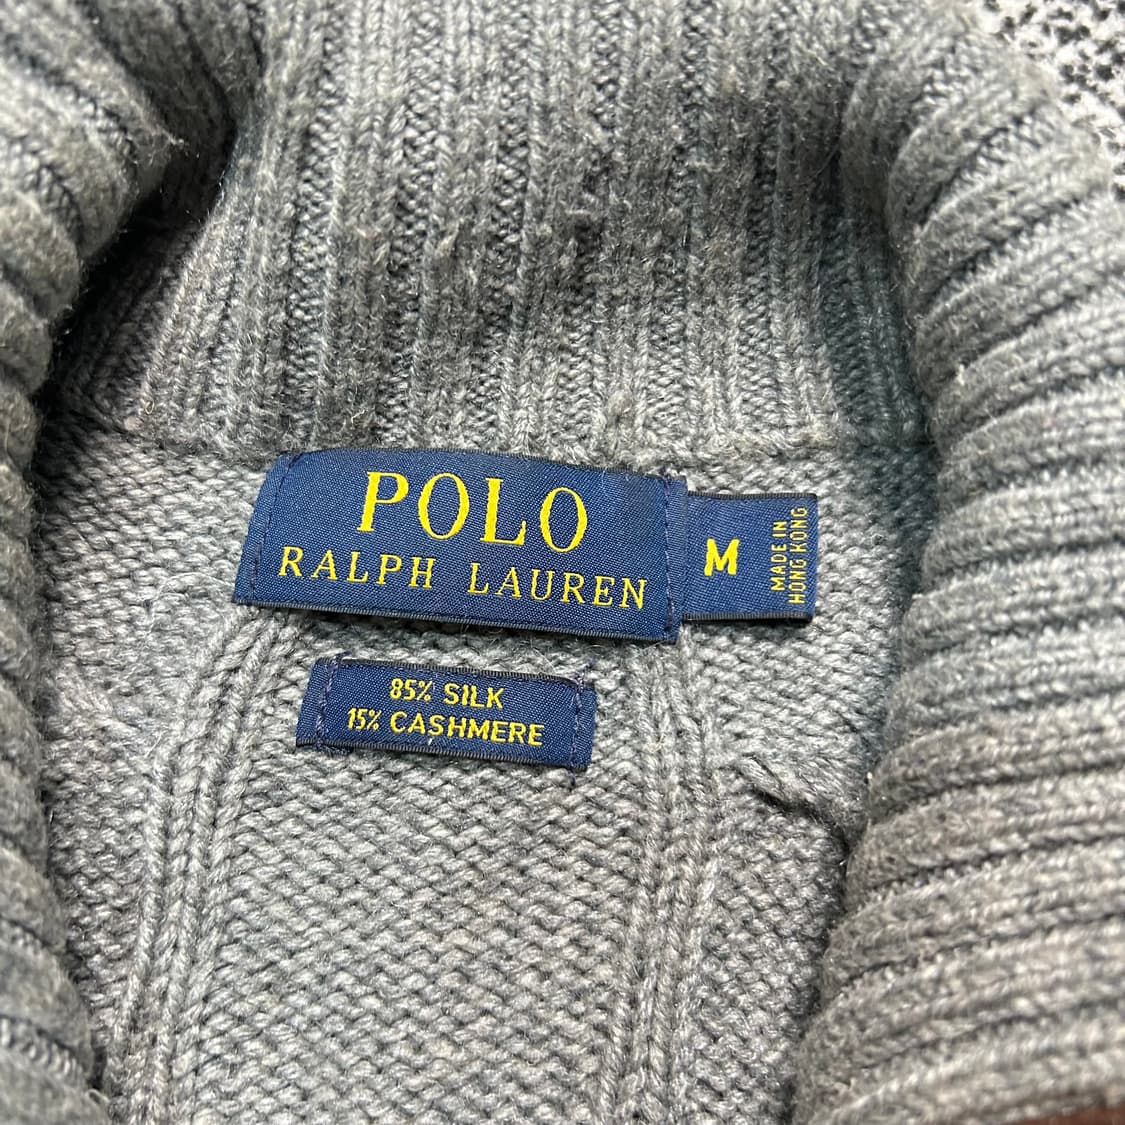 POLO
RALPH LAUREN
M
MADE IN
HONG KONG
85% SILK
15% CASHMERE